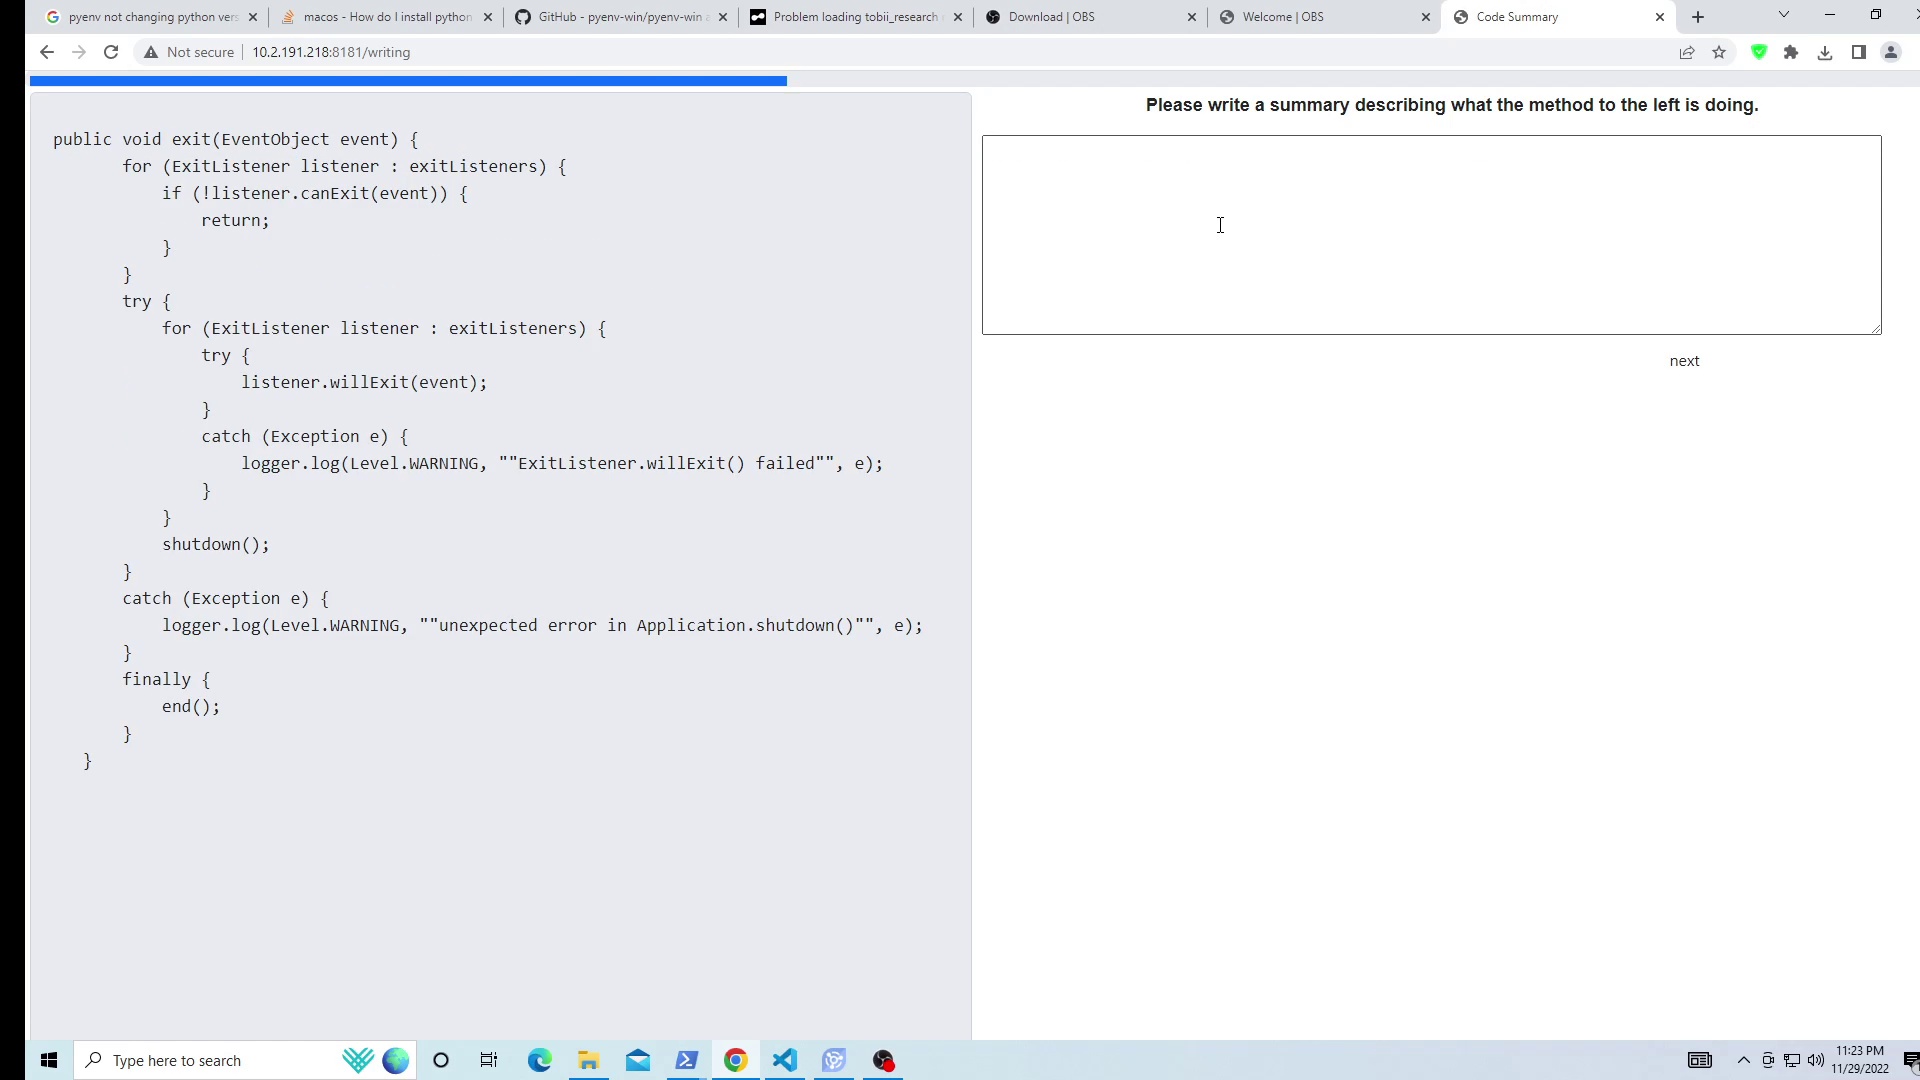 pyenv not changing python vers
macos - How do I install python
GitHub - pyenv-win/pyenv-win
Problem loading tobii_research
Download | OBS
Welcome | OBS
Code Summary
Not secure
10.2.191.218:8181/writing
public void exit(EventObject event) {
for (ExitListener listener : exitListeners) {
if (!listener.canExit(event)) {
return;
}
}
try {
for (ExitListener listener : exitListeners) {
try {
listener.willExit(event);
}
catch (Exception e) {
logger.log(Level.WARNING, ""ExitListener.willExit() failed"", e);
}
}
shutdown();
}
catch (Exception e) {
logger.log(Level.WARNING, ""unexpected error in Application.shutdown()"", e);
}
finally {
end();
}
}
Please write a summary describing what the method to the left is doing.
next
Type here to search
11:23 PM
11/29/2022